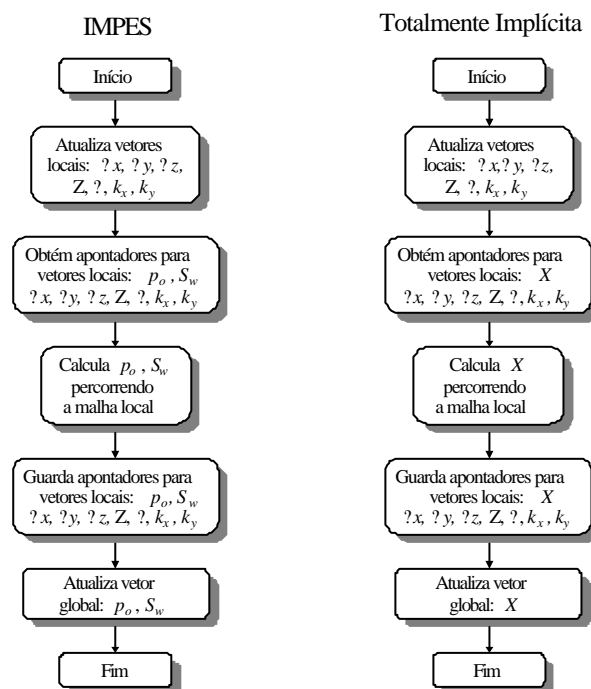 IMPES
Início
Atualiza vetores
locais: ? x, ? y, ? z,
Z, ?, kx , ky
Obtém apontadores para
vetores locais: po , Sw
? x, ? y, ? z, Z, ?, kx , ky
Calcula po , Sw
percorrendo
a malha local
Guarda apontadores para
vetores locais: po, Sw
? x, ? y, ? z, Z, ?, kx , ky
Atualiza vetor
global: po , Sw
Fim
Totalmente Implícita
Início
Atualiza vetores
locais: ? x,? y, ? z,
Z, ?, kx , ky
Obtém apontadores para
vetores locais: X
? x, ? y, ? z, Z, ?, kx , ky
Calcula X
percorrendo
a malha local
Guarda apontadores para
vetores locais: X
? x, ? y, ? z, Z, ?, kx , ky
Atualiza vetor
global: X
Fim